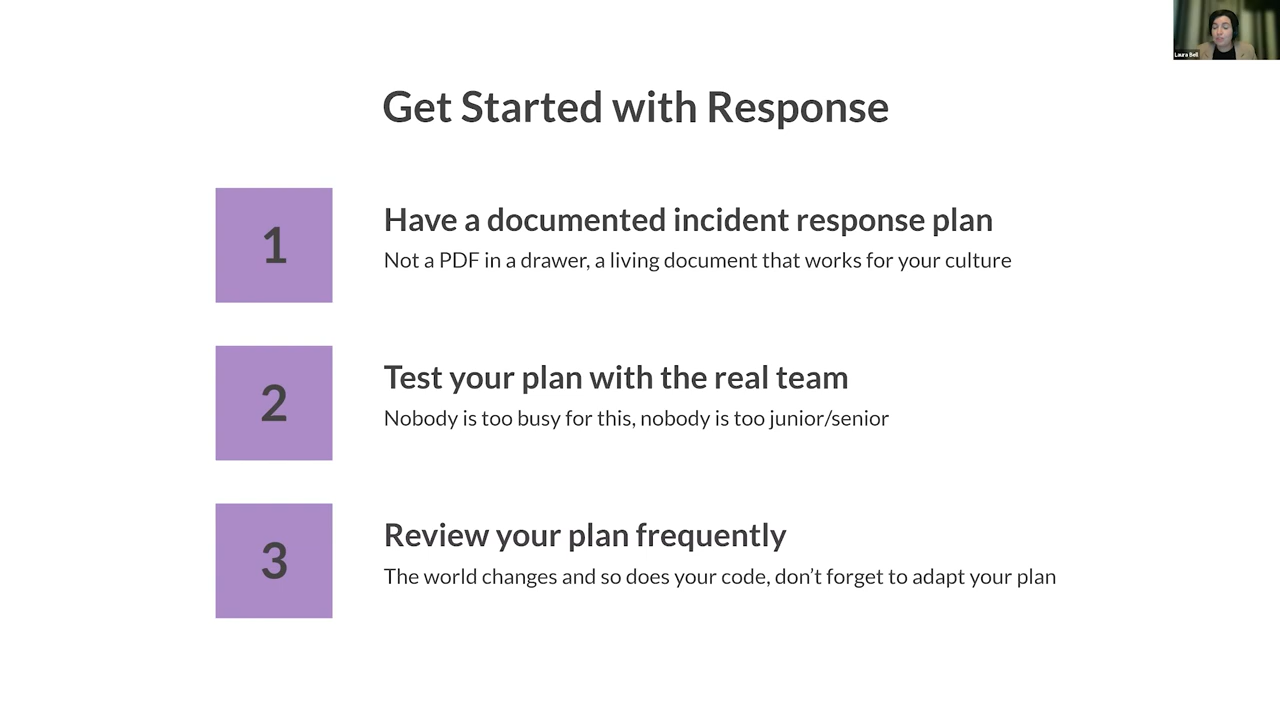 Laura Bell
Get Started with Response
1
Have a documented incident response plan
Not a PDF in a drawer, a living document that works for your culture
2
Test your plan with the real team
Nobody is too busy for this, nobody is too junior/senior
3
Review your plan frequently
The world changes and so does your code, don’t forget to adapt your plan